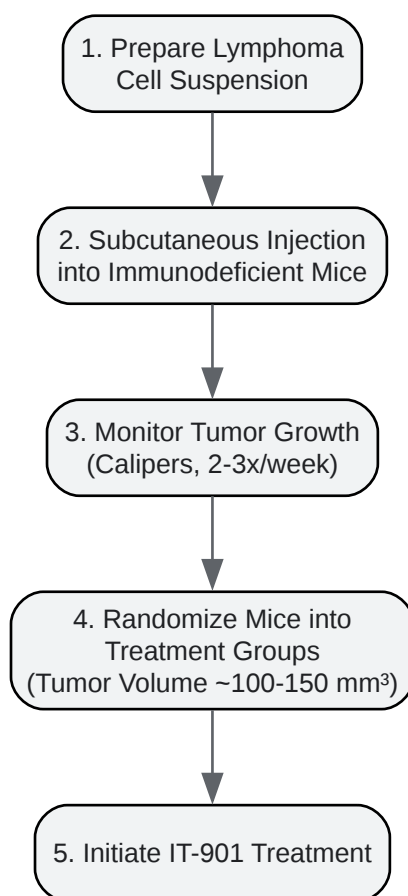 1. Prepare Lymphoma
Cell Suspension
2. Subcutaneous Injection
into Immunodeficient Mice
3. Monitor Tumor Growth
(Calipers, 2-3x/week)
4. Randomize Mice into
Treatment Groups
(Tumor Volume ~100-150 mm³)
5. Initiate IT-901 Treatment